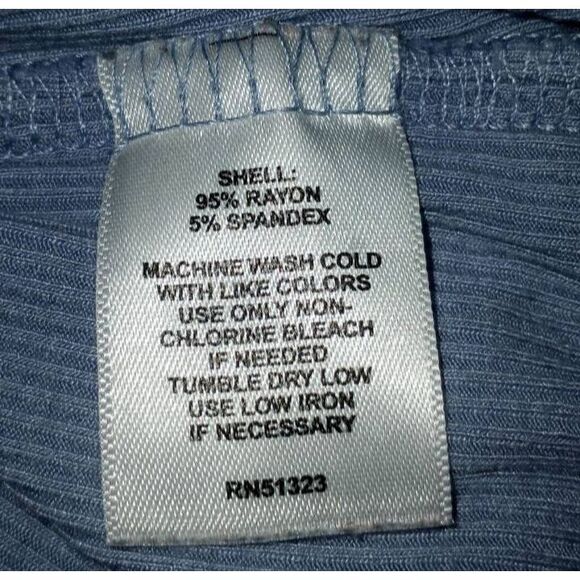 SHELL:
95% RAYON
5% SPANDEX
MACHINE WASH COLD
WITH LIKE COLORS
USE ONLY NON-
CHLORINE BLEACH
IF NEEDED
TUMBLE DRY LOW
USE LOW IRON
IF NECESSARY
RN51323